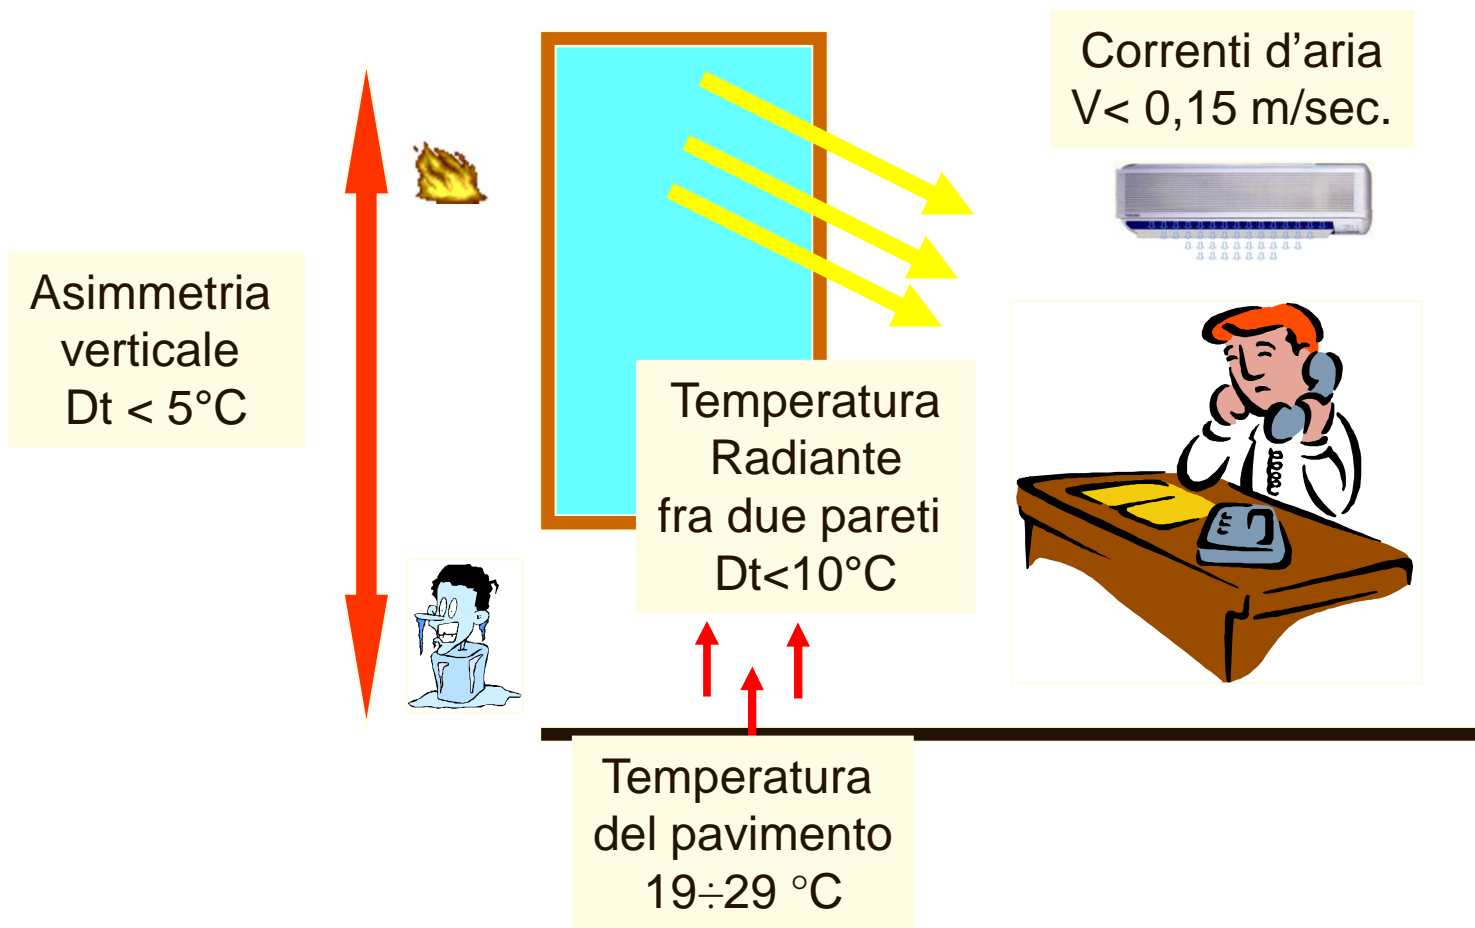 Correnti d’aria
V< 0,15 m/sec.
Asimmetria
verticale
Dt < 5°C
Temperatura
Radiante
fra due pareti
Dt<10°C
Temperatura
del pavimento
19÷29 °C